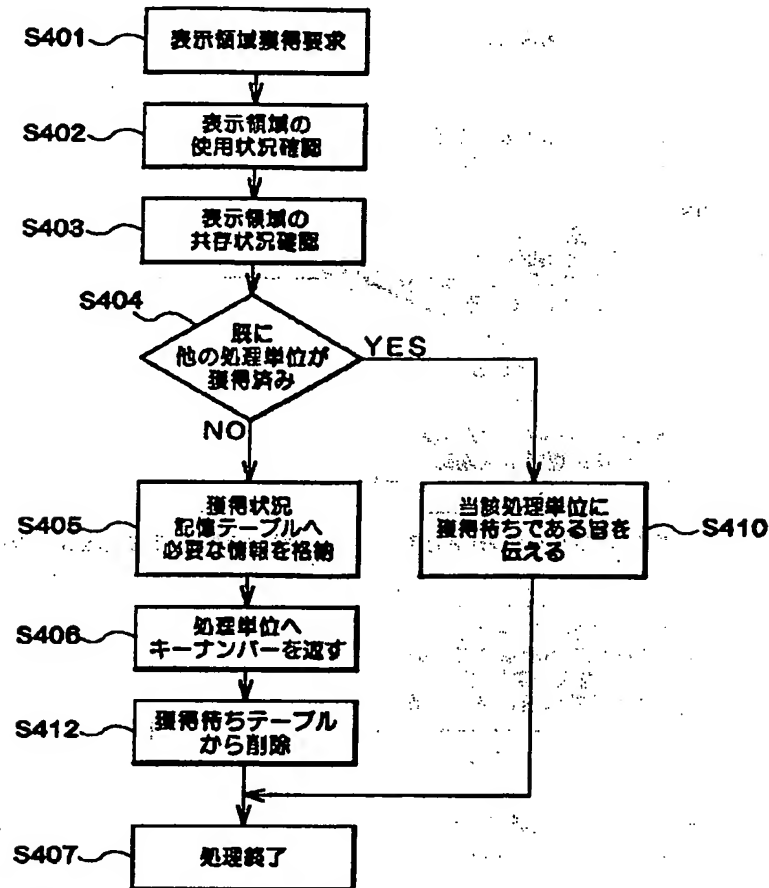 S401
表示領域獲得要求
S402
表示領域の
使用状況確認
S403
表示領域の
共存状況確認
S404
既に
他の処理単位が
獲得済み
YES
NO
S405
獲得状況
記憶テーブルへ
必要な情報を格納
当該処理単位に
獲得待ちである旨を
伝える
S410
S406
処理単位へ
キーナンバーを返す
S412
獲得待ちテーブル
から削除
S407
処理終了